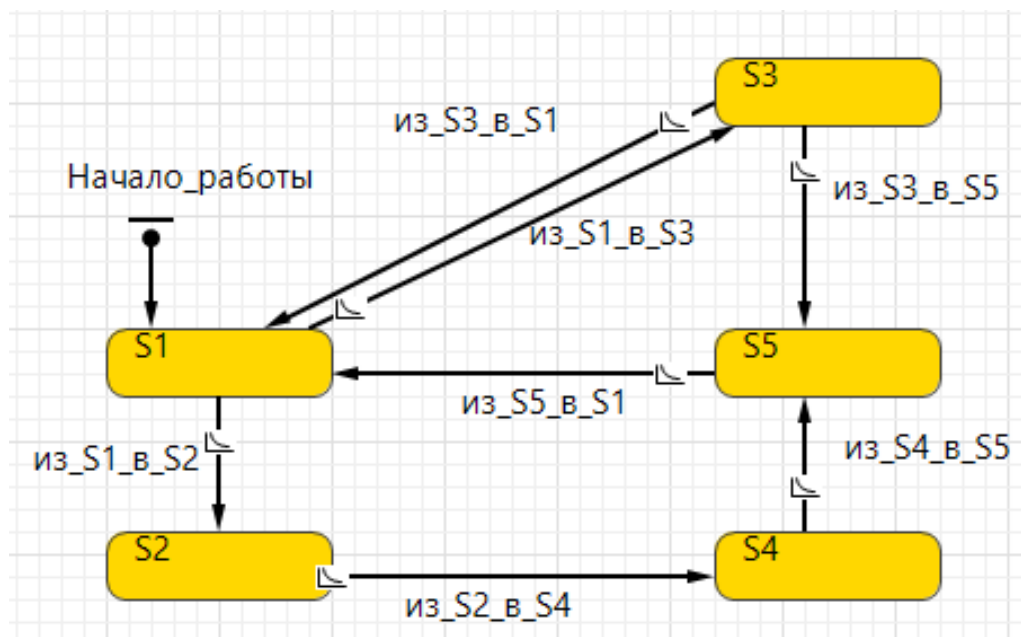 S3
из_S3_в_S1
Начало_работы
из_S3_в_S5
из_S1_в_S3
S1
S5
из_S5_в_S1
из_S1_в_S2
из_S4_в_S5
S2
S4
из_S2_в_S4